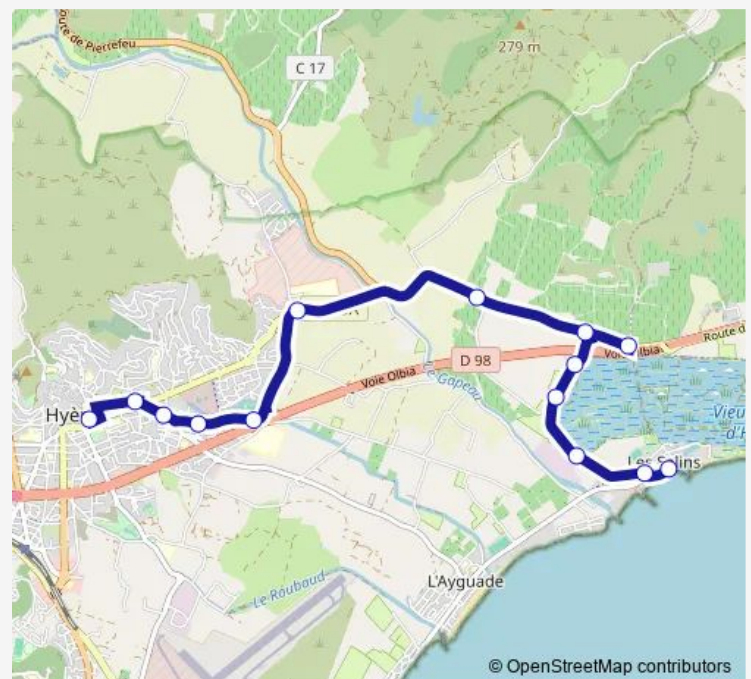 route de Pierrefeu
279 m
C 17
D 98
Voie Olbia
Voie Olbia
Route d
Le Gapeau
Hyè
Vieu
d'H
Les Salins
L'Ayguade
Le Roubaud
© OpenStreetMap contributors